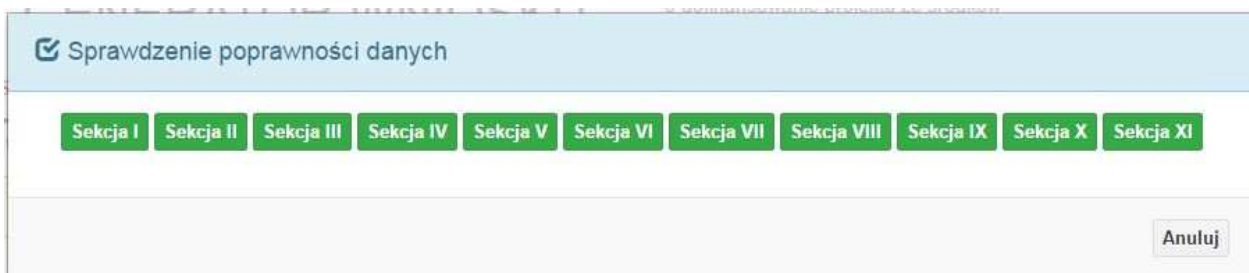 Sprawdzenie poprawności danych
Sekcja I Sekcja II Sekcja III Sekcja IV Sekcja V Sekcja VI Sekcja VII Sekcja VIII Sekcja IX Sekcja X Sekcja XI
Anuluj